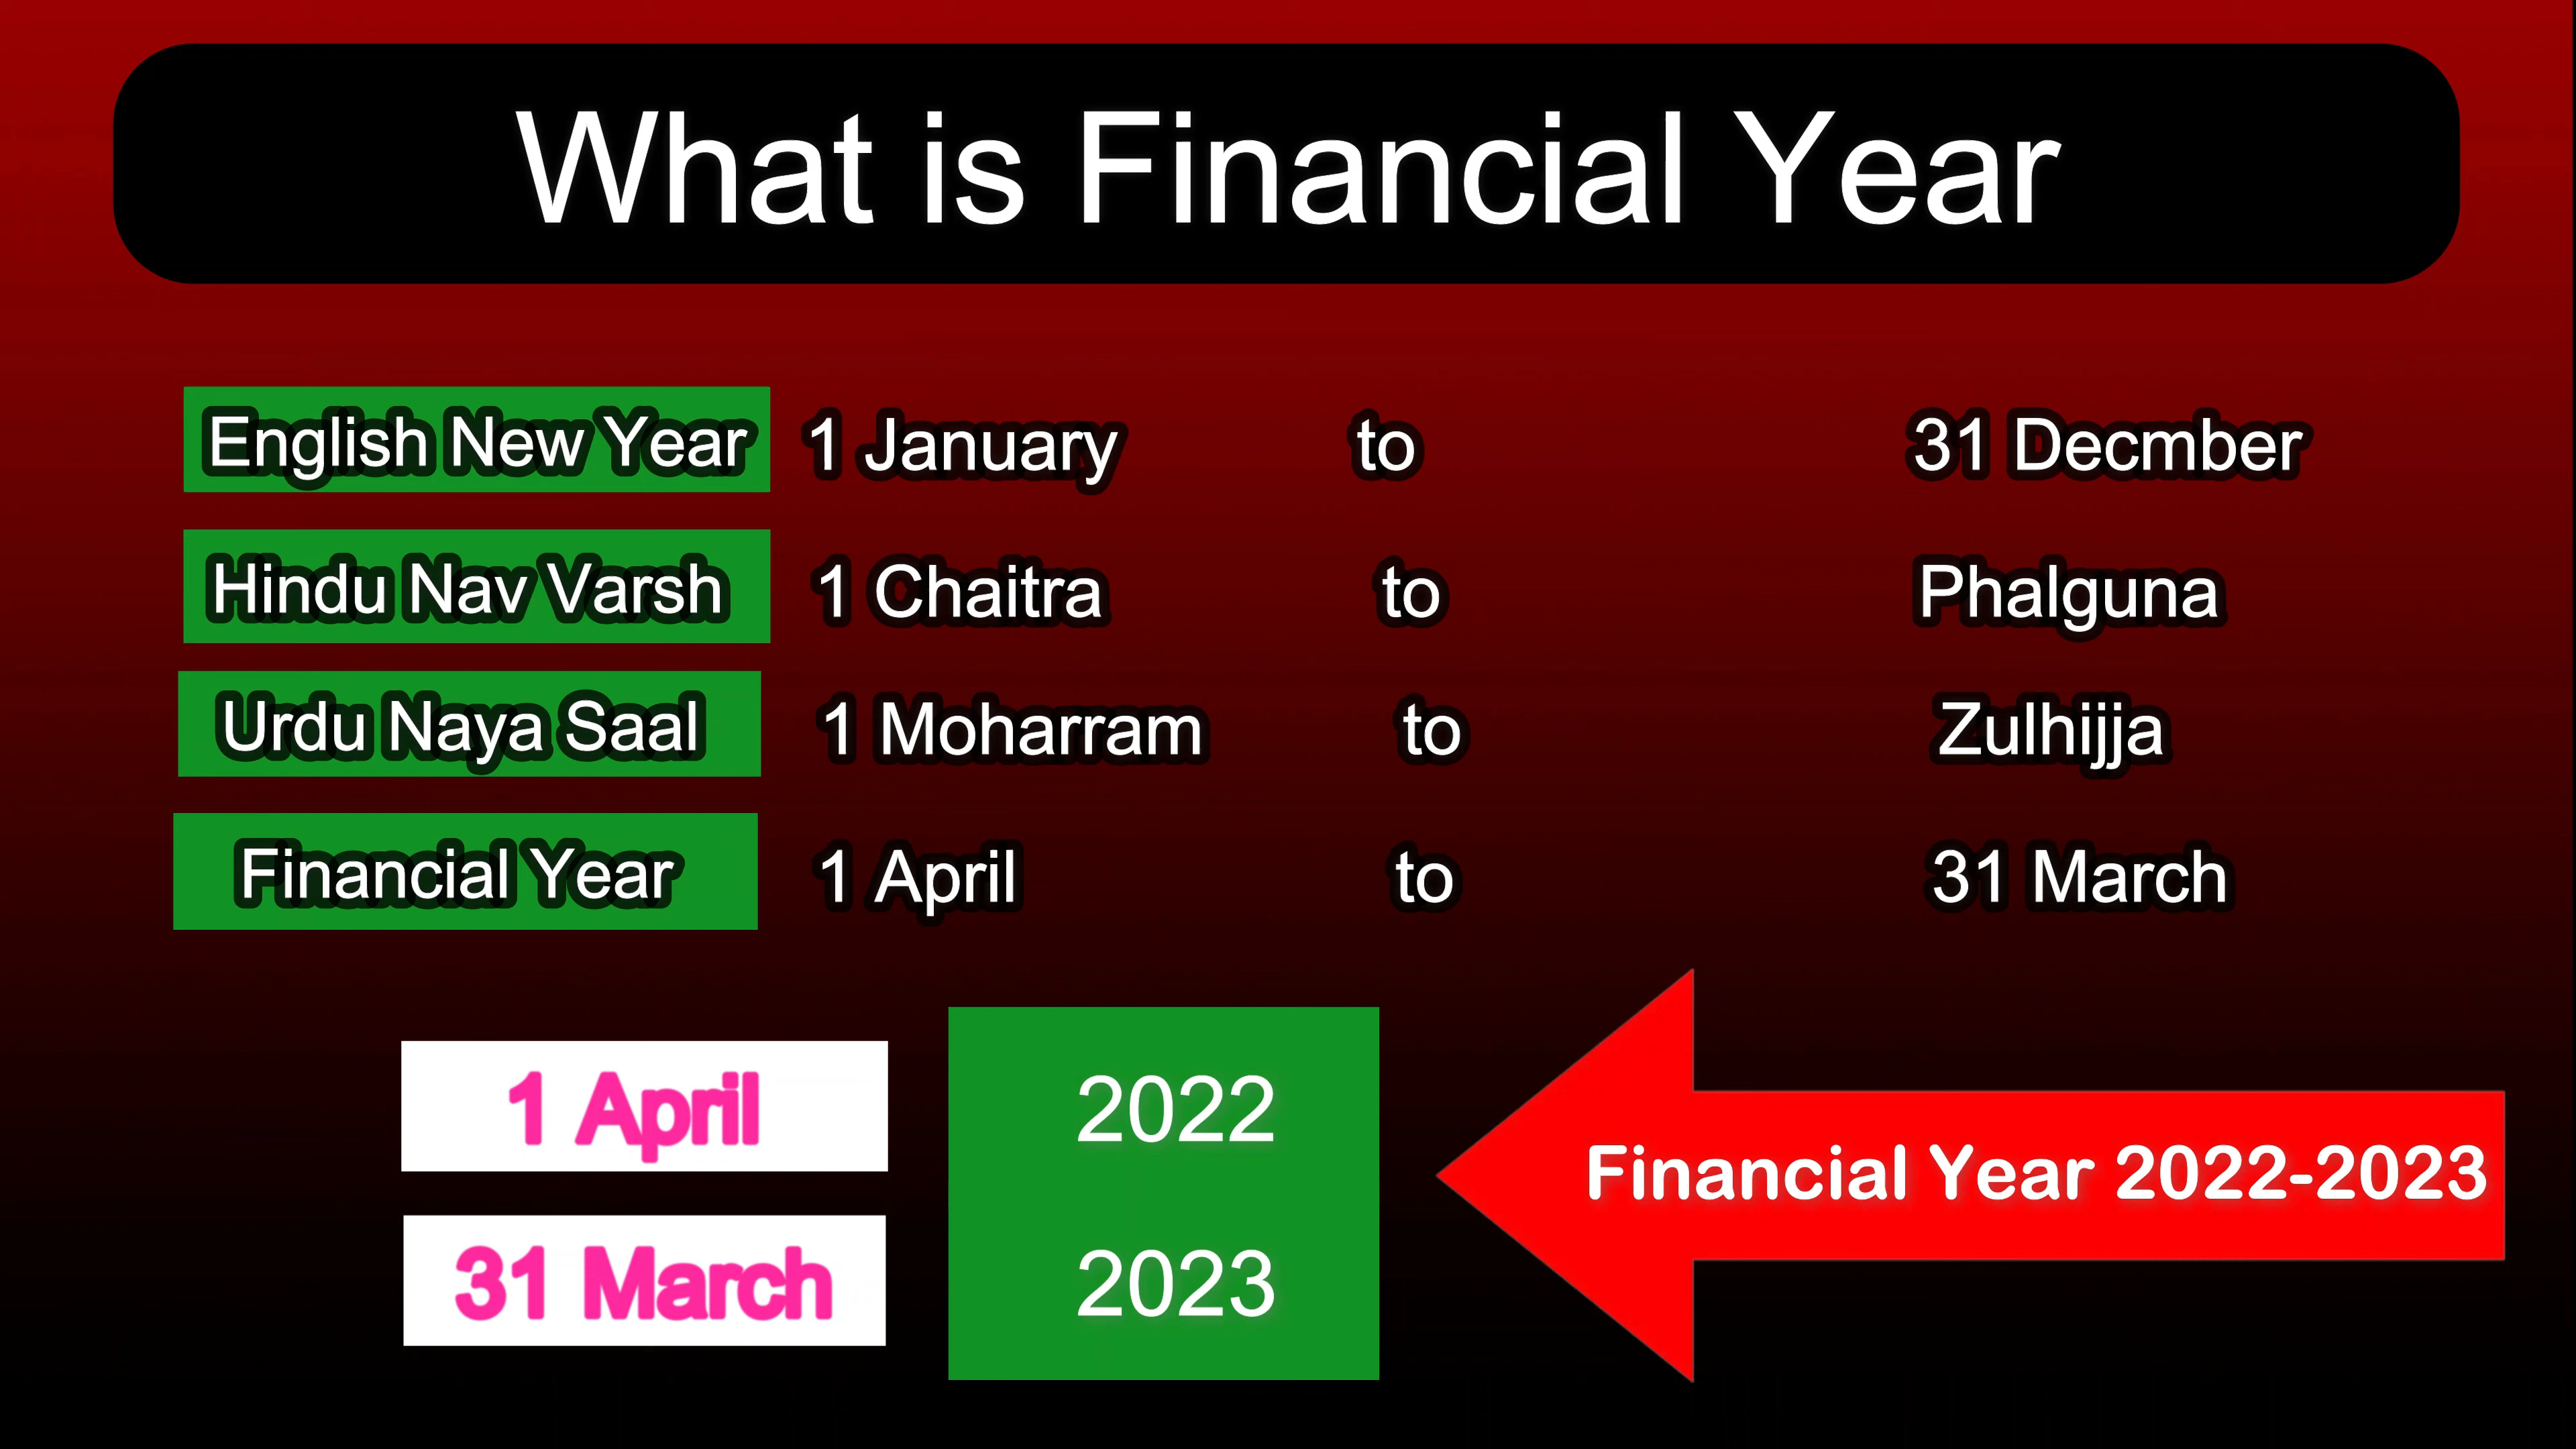 What is Financial Year
English New Year 1 January to 31 Decmber
Hindu Nav Varsh 1 Chaitra to Phalguna
Urdu Naya Saal 1 Moharram to Zulhijja
Financial Year 1 April to 31 March
1 April 2022
Financial Year 2022-2023
31 March 2023